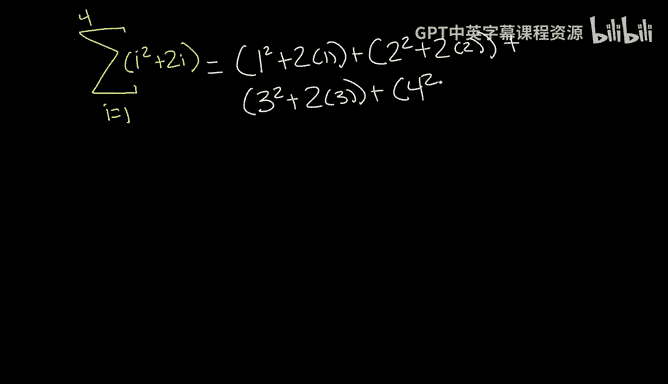 GPT中英字幕课程资源 bilibili
4
∑(i²+2i) = (1²+2(1))+(2²+2(2))+
i=1
(3²+2(3))+(4²